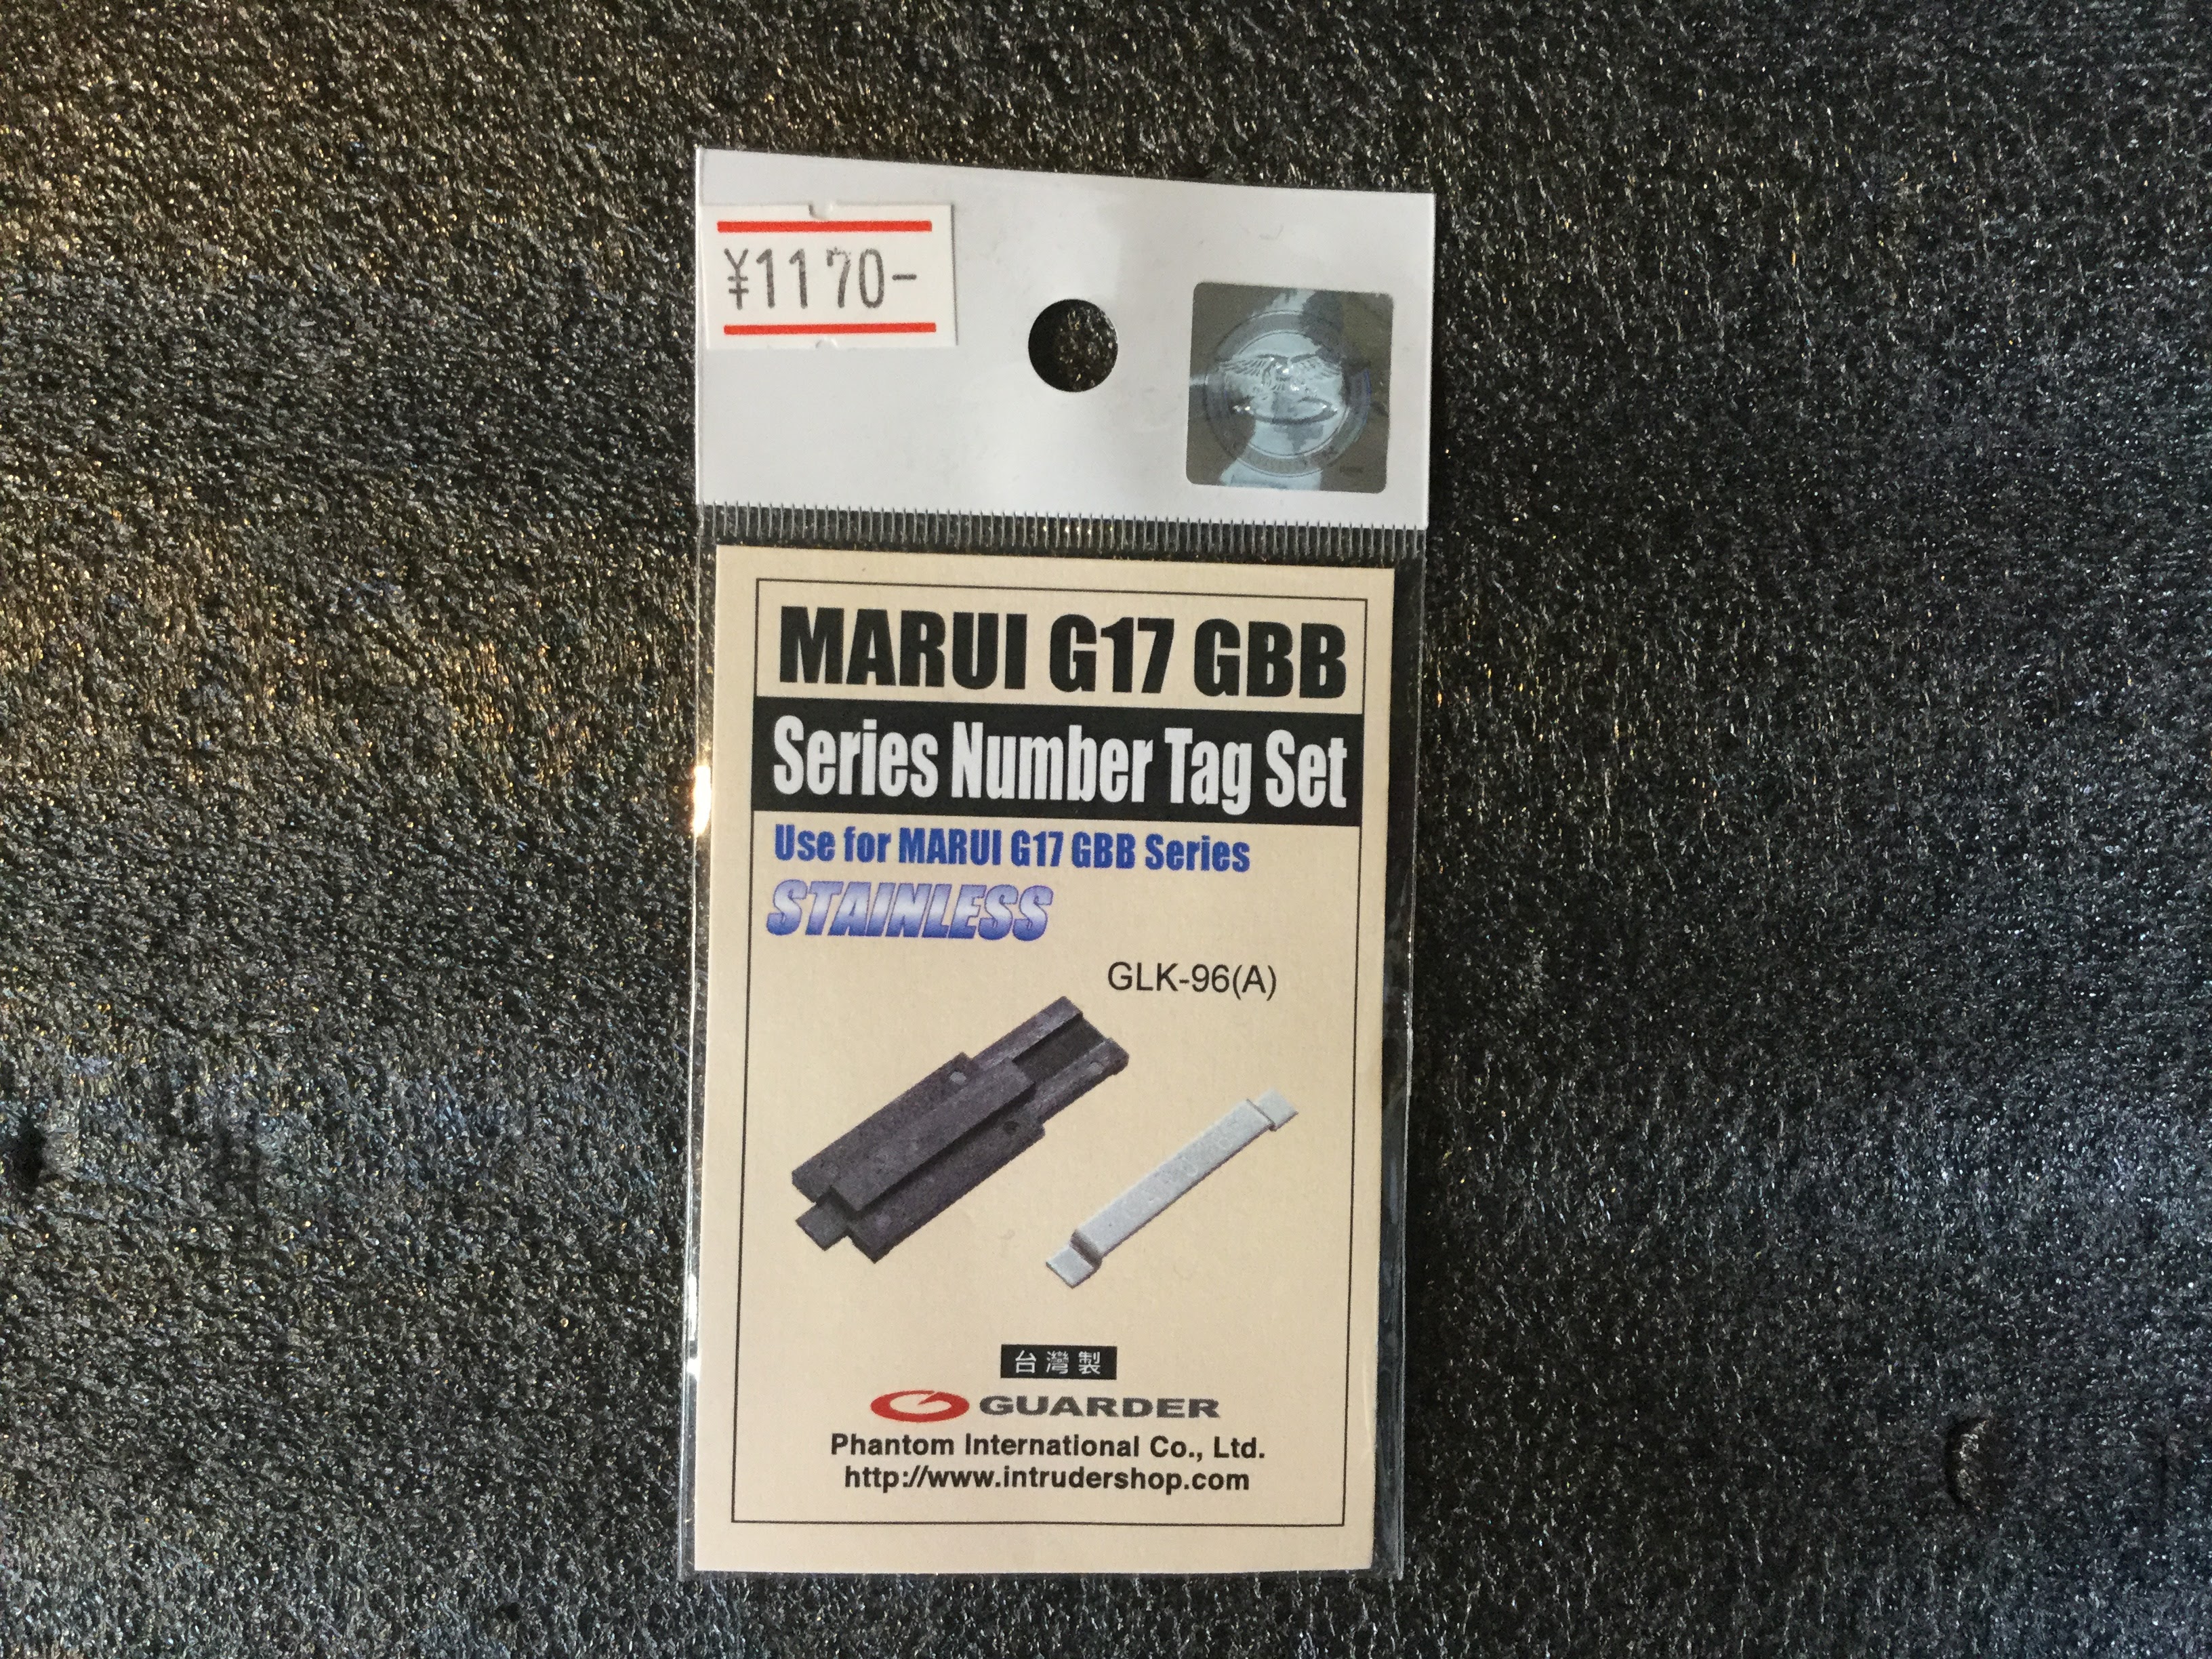 ¥1170-
MARUI G17 GBB
Series Number Tag Set
Use for MARUI G17 GBB Series
STAINLESS
GLK-96(A)
台灣製
GUARDER
Phantom International Co., Ltd.
http://www.intrudershop.com